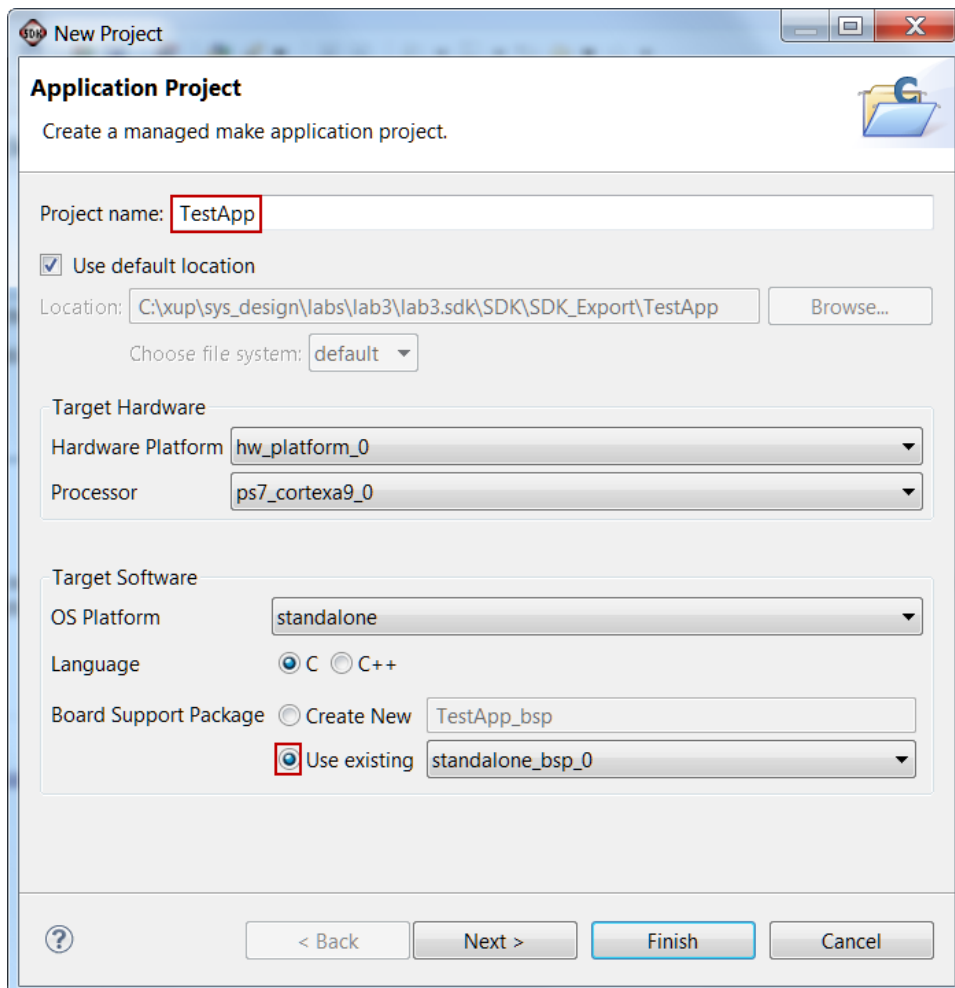 SDK New Project
Application Project
Create a managed make application project.
Project name: TestApp
Use default location
Location: C:\xup\sys_design\labs\lab3\lab3.sdk\SDK\SDK_Export\TestApp Browse...
Choose file system: default
Target Hardware
Hardware Platform hw_platform_0
Processor ps7_cortexa9_0
Target Software
OS Platform standalone
Language C C++
Board Support Package Create New TestApp_bsp
Use existing standalone_bsp_0
? < Back Next > Finish Cancel